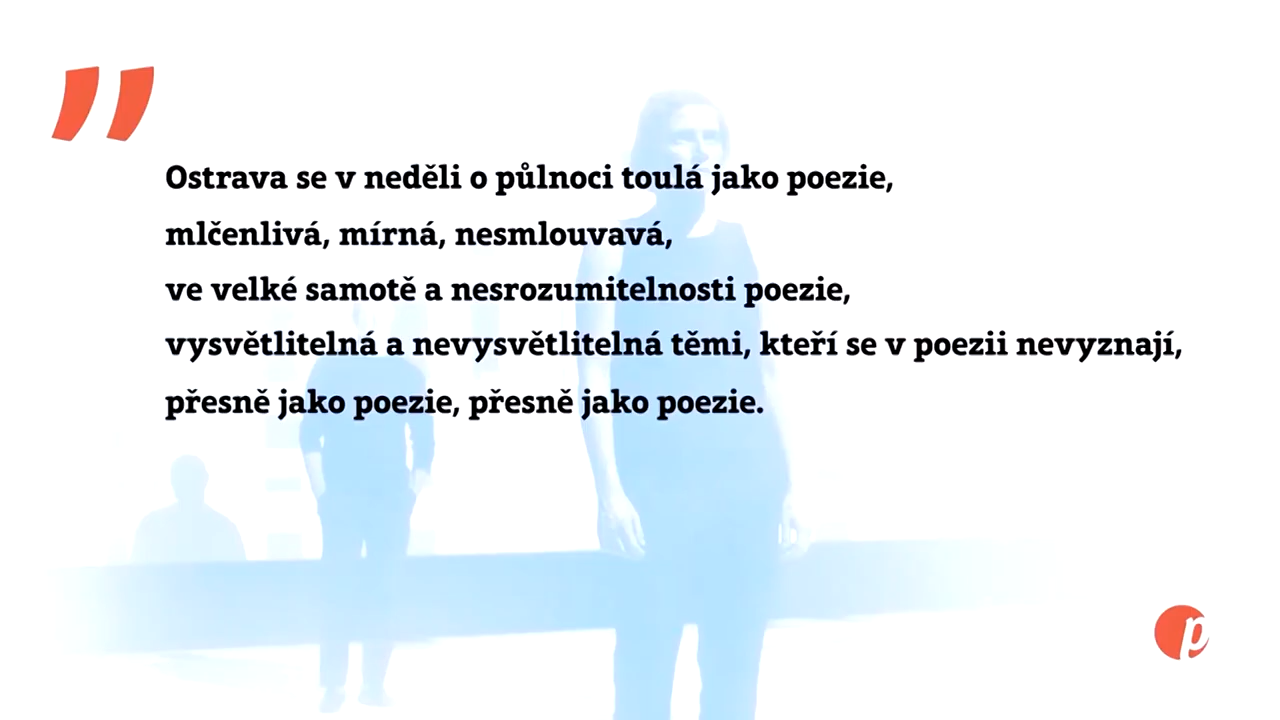 ”
Ostrava se v neděli o půlnoci toulá jako poezie,
mlčenlivá, mírná, nesmlouvavá,
ve velké samotě a nesrozumitelnosti poezie,
vysvětlitelná a nevysvětlitelná těmi, kteří se v poezii nevyznají,
přesně jako poezie, přesně jako poezie.
p